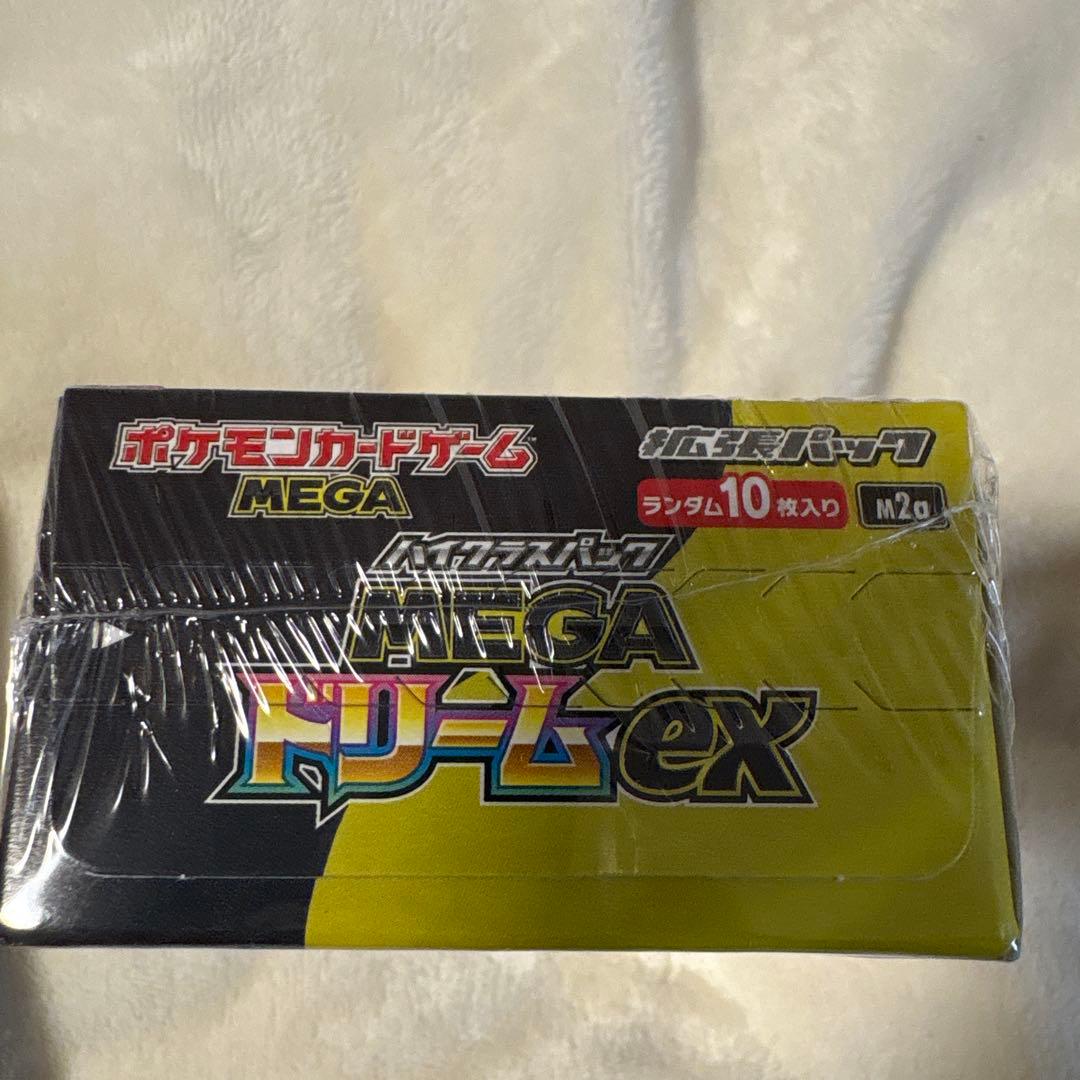 ポケモンカードゲーム™
MEGA
拡張パック
ランダム10枚入り
M2a
ハイクラスパック
MEGA
ドリームex